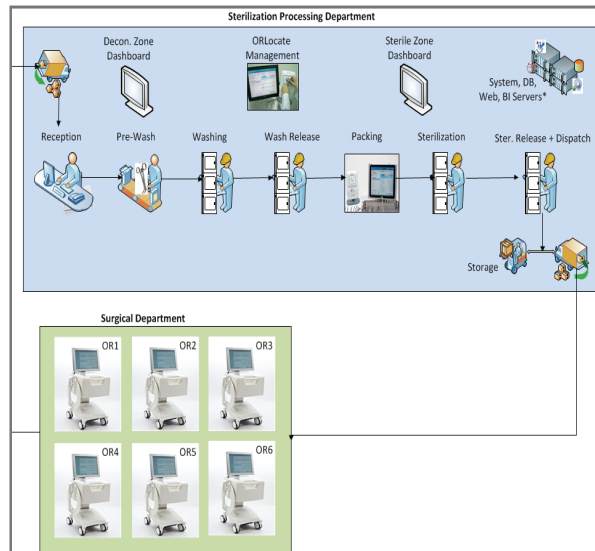 Sterilization Processing Department
Decon. Zone
Dashboard
ORLocate
Management
Sterile Zone
Dashboard
System, DB,
Web, BI Servers*
Reception
Pre-Wash
Washing
Wash Release
Packing
Sterilization
Ster. Release + Dispatch
Storage
Surgical Department
OR1
OR2
OR3
OR4
OR5
OR6